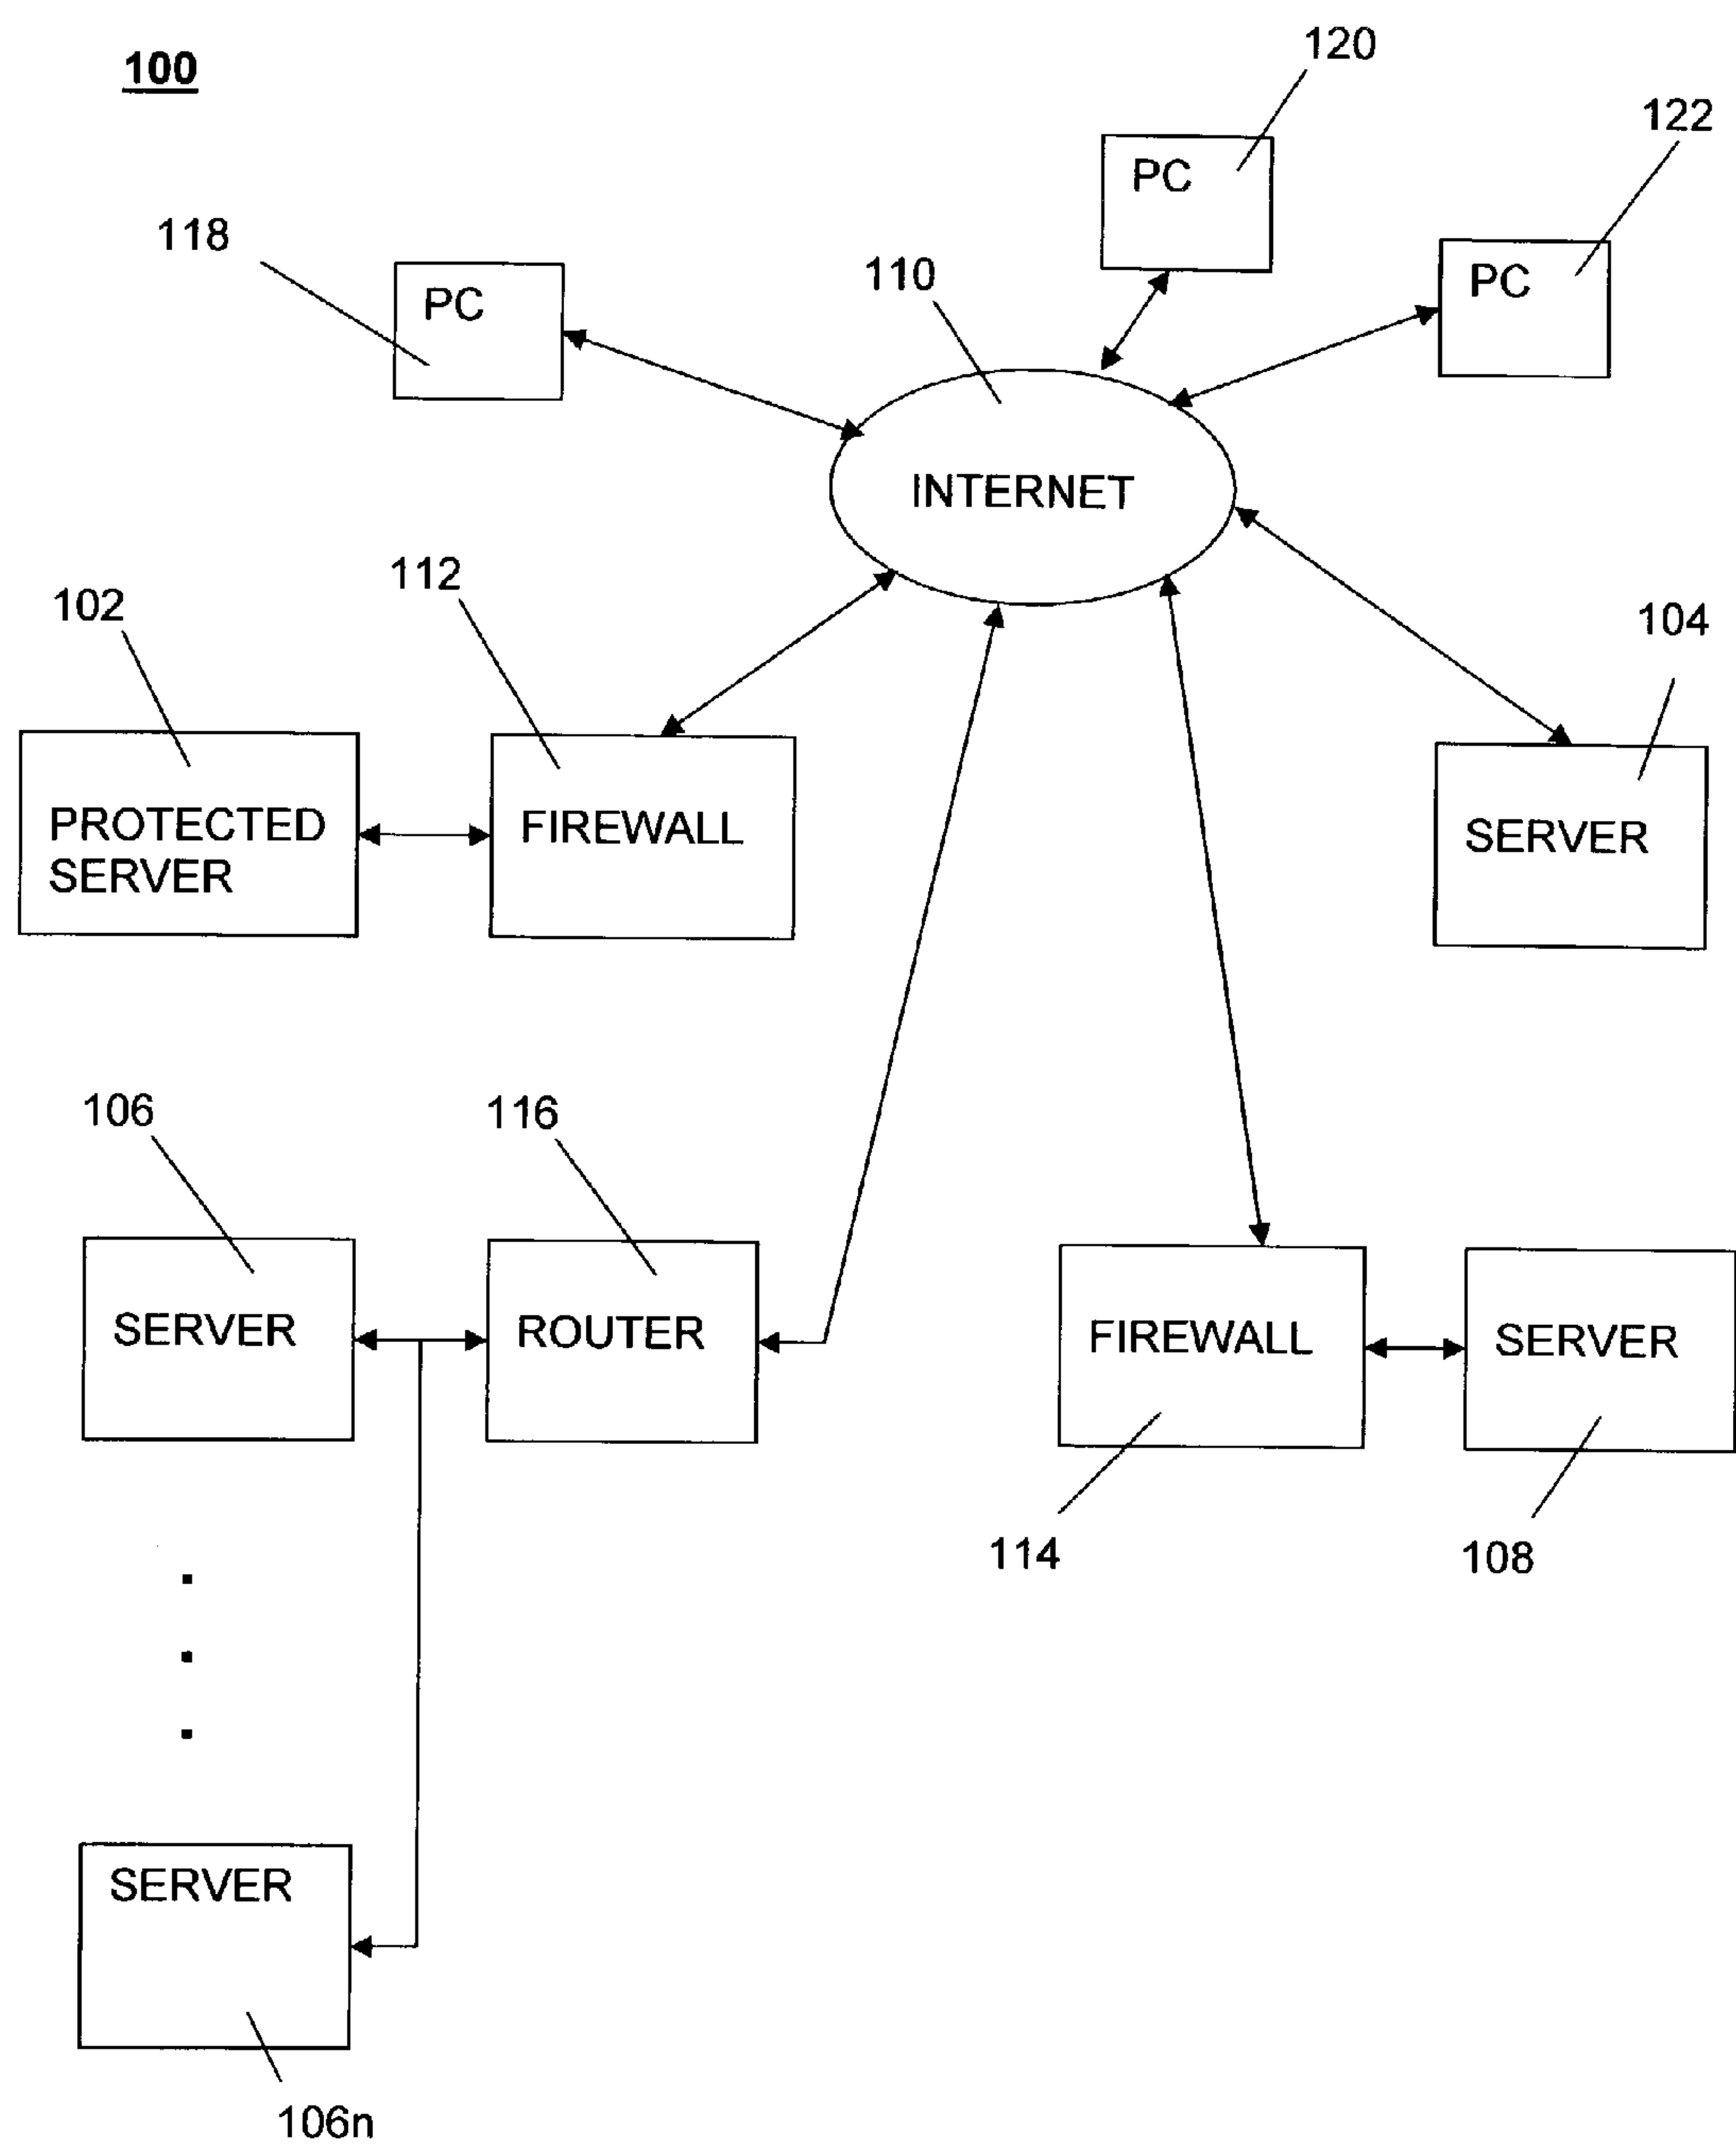 100
120
122
PC
118
110
PC
PC
INTERNET
112
102
104
PROTECTED
SERVER
FIREWALL
SERVER
106
116
SERVER
ROUTER
FIREWALL
SERVER
114
108
SERVER
106n